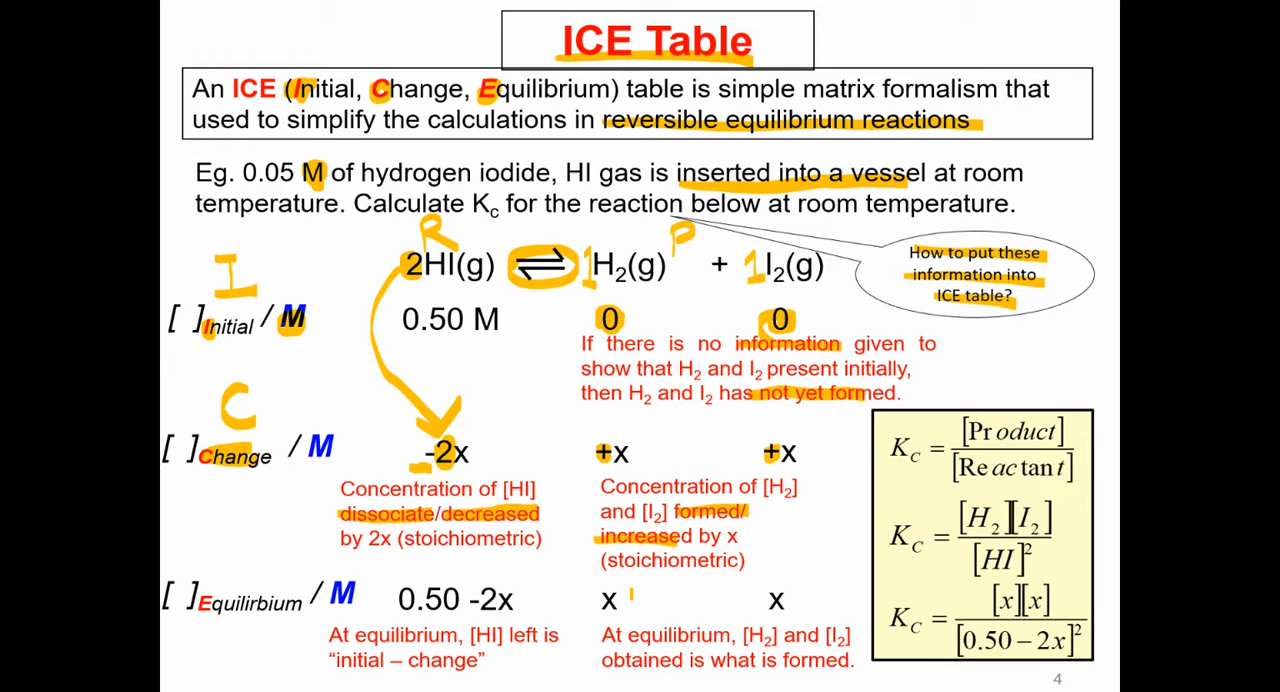 ICE Table
An ICE (Initial, Change, Equilibrium) table is simple matrix formalism that
used to simplify the calculations in reversible equilibrium reactions
Eg. 0.05 M of hydrogen iodide, HI gas is inserted into a vessel at room
temperature. Calculate Kc for the reaction below at room temperature.
R P
I 2HI(g) ⇌ 1H₂(g) + 1I₂(g)
How to put these
information into
ICE table?
[ ]Initial / M 0.50 M 0 0
If there is no information given to
show that H₂ and I₂ present initially,
then H₂ and I₂ has not yet formed.
C
[ ]Change / M -2x +x +x
Concentration of [HI]
dissociate/decreased
by 2x (stoichiometric)
Concentration of [H₂]
and [I₂] formed/
increased by x
(stoichiometric)
[ ]Equilirbium / M 0.50 -2x x x
At equilibrium, [HI] left is
“initial – change”
At equilibrium, [H₂] and [I₂]
obtained is what is formed.
K_C = [Product] / [Reactant]
K_C = [H₂][I₂] / [HI]²
K_C = [x][x] / [0.50 − 2x]²
4